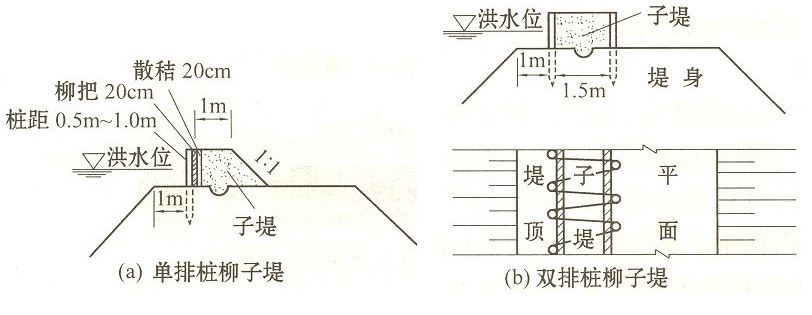 散秸 20cm
柳把 20cm
1m
桩距 0.5m~1.0m
洪水位
1:1
1m
子堤
(a) 单排桩柳子堤
洪水位
子堤
1m
1.5m
堤 身
堤 子 平
顶 堤 面
(b) 双排桩柳子堤